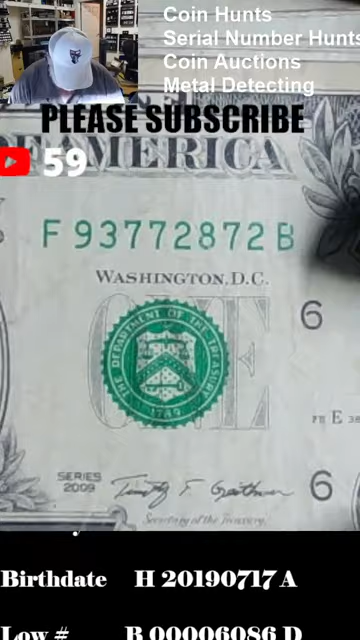 Coin Hunts
Serial Number Hunts
Coin Auctions
Metal Detecting
PLEASE SUBSCRIBE
59
AMERICA
F 93772872 B
WASHINGTON, D.C.
ONE
6
THE DEPARTMENT OF THE TREASURY
1789
E
SERIES
2009
Timothy F. Geithner
6
Secretary of the Treasury.
Birthdate H 20190717 A
Low # B 00006086 D